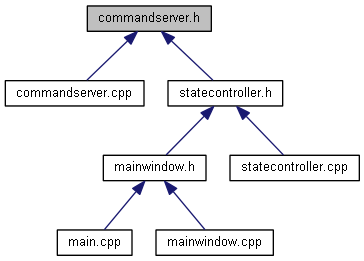 commandserver.h
commandserver.cpp
statecontroller.h
mainwindow.h
statecontroller.cpp
main.cpp
mainwindow.cpp